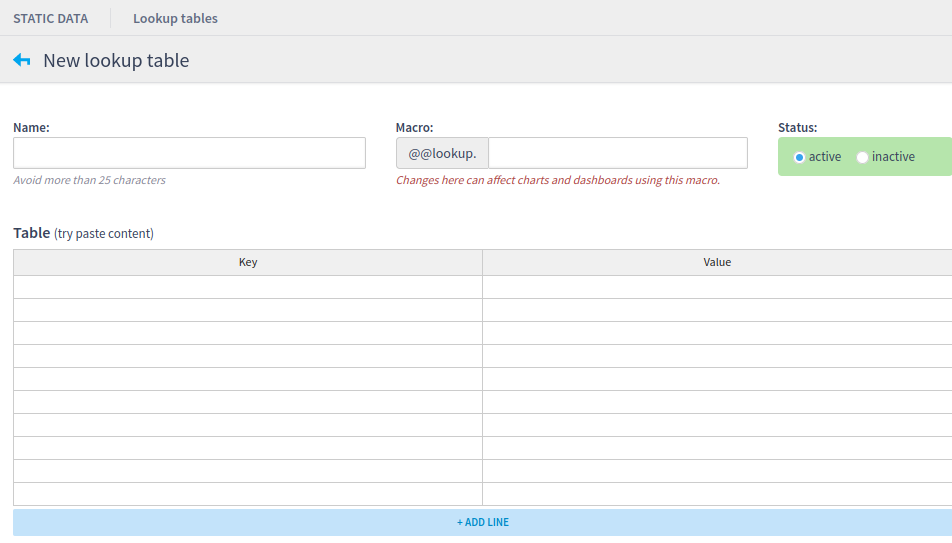 STATIC DATA Lookup tables
New lookup table
Name: Macro: Status:
@@lookup. active inactive
Avoid more than 25 characters Changes here can affect charts and dashboards using this macro.
Table (try paste content)
Key Value
+ ADD LINE